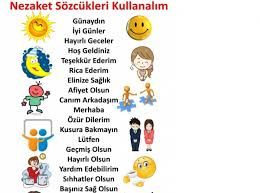 Nezaket Sözcükleri Kullanalım
Günaydın
İyi Günler
Hayırlı Geceler
Hoş Geldiniz
Teşekkür Ederim
Rica Ederim
Elinize Sağlık
Afiyet Olsun
Canım Arkadaşım
Merhaba
Özür Dilerim
Kusura Bakmayın
Lütfen
Geçmiş Olsun
Hayırlı Olsun
Yardım Edebilirim
Sıhhatler Olsun
Başınız Sağ Olsun